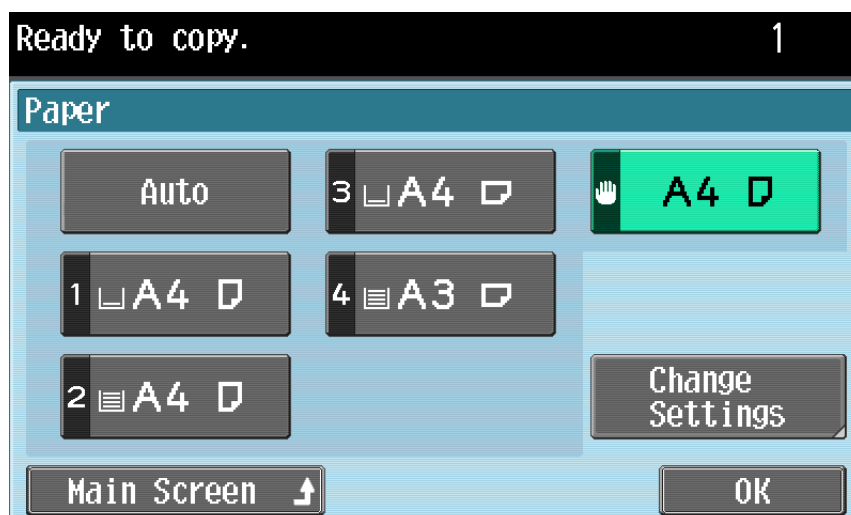 Ready to copy. 1
Paper
Auto
3 A4
A4
1 A4
4 A3
2 A4
Change
Settings
Main Screen
OK